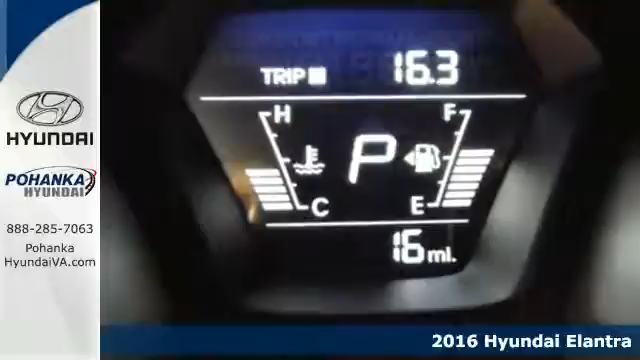 HYUNDAI
POHANKA
HYUNDAI
888-285-7063
Pohanka
HyundaiVA.com
TRIP 16.3
H F
P
C E
16 mi.
2016 Hyundai Elantra